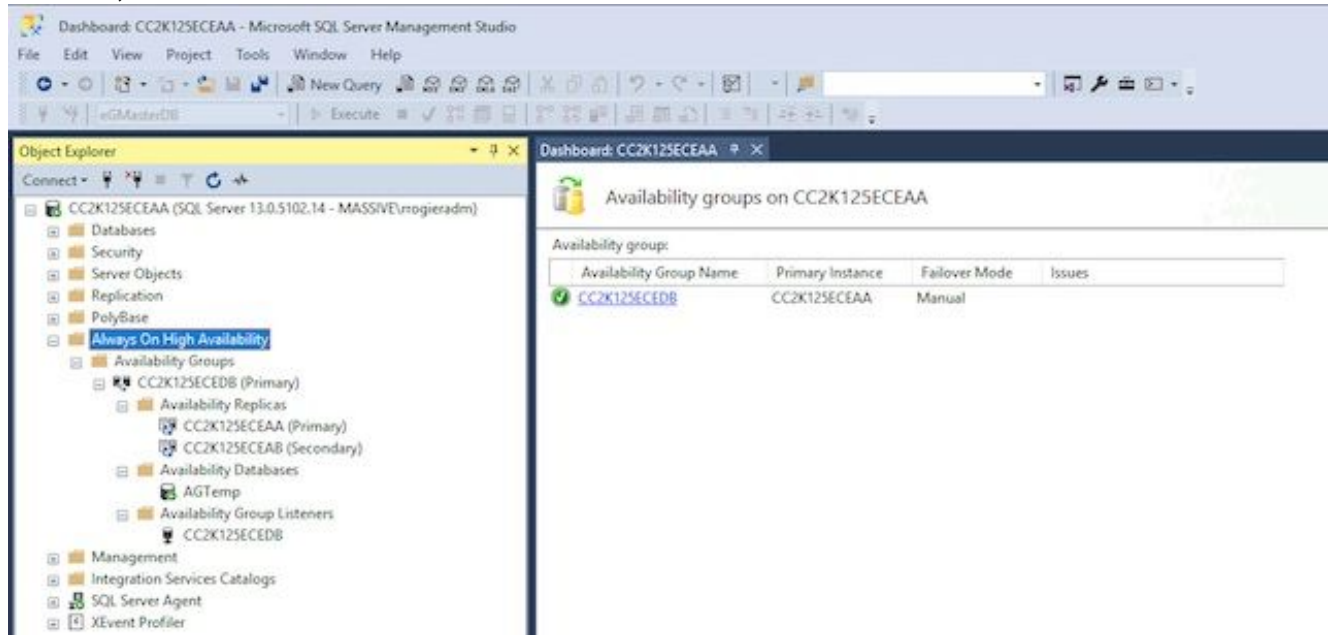 Dashboard: CC2K125ECEAA - Microsoft SQL Server Management Studio
File Edit View Project Tools Window Help
New Query
eGMasterDB Execute
Object Explorer
Connect
CC2K125ECEAA (SQL Server 13.0.5102.14 - MASSIVE\rrogieradm)
Databases
Security
Server Objects
Replication
PolyBase
Always On High Availability
Availability Groups
CC2K125ECEDB (Primary)
Availability Replicas
CC2K125ECEAA (Primary)
CC2K125ECEAB (Secondary)
Availability Databases
AGTemp
Availability Group Listeners
CC2K125ECEDB
Management
Integration Services Catalogs
SQL Server Agent
XEvent Profiler
Dashboard: CC2K125ECEAA
Availability groups on CC2K125ECEAA
Availability group:
Availability Group Name Primary Instance Failover Mode Issues
CC2K125ECEDB CC2K125ECEAA Manual